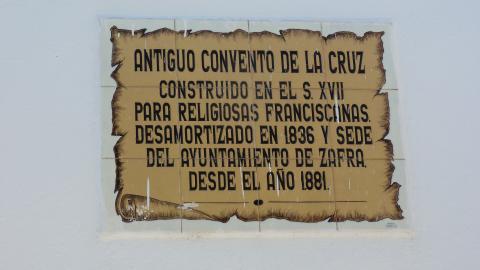 ANTIGUO CONVENTO DE LA CRUZ
CONSTRUIDO EN EL S. XVII
PARA RELIGIOSAS FRANCISCANAS.
DESAMORTIZADO EN 1836 Y SEDE
DEL AYUNTAMIENTO DE ZAFRA
DESDE EL AÑO 1881.